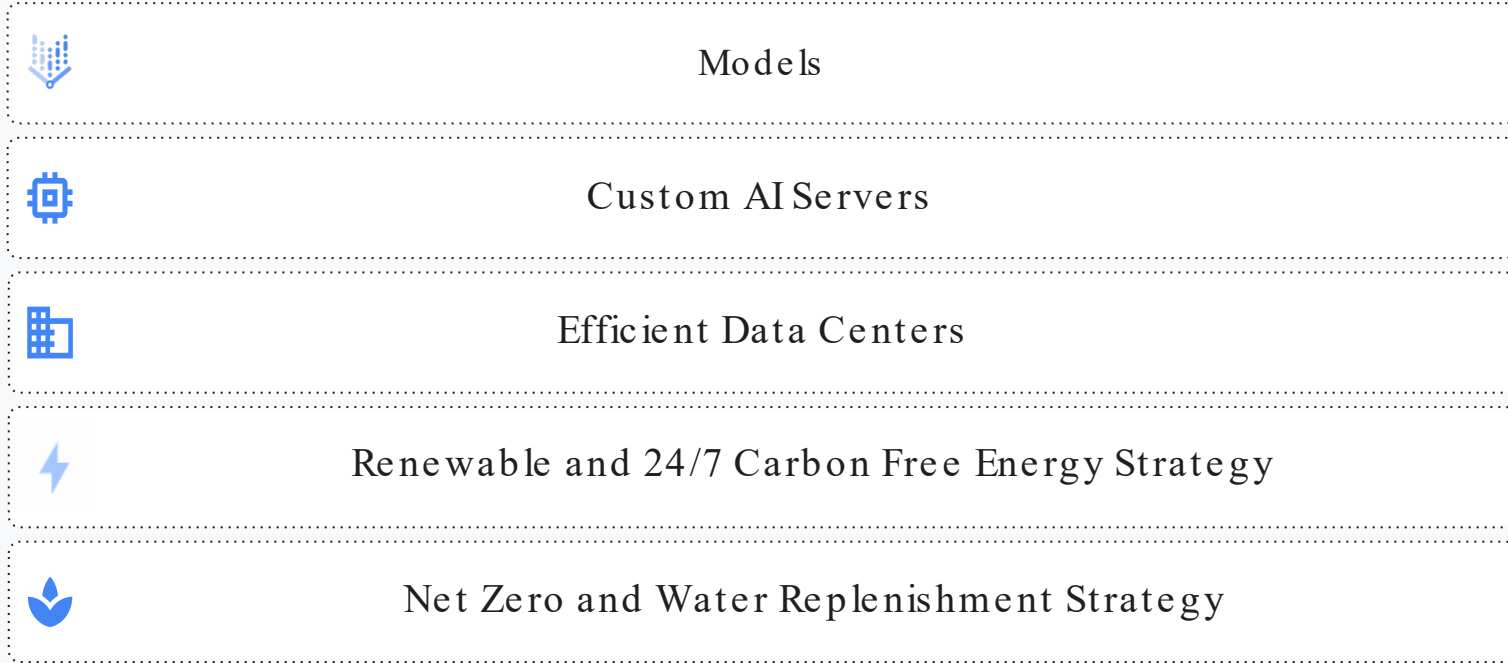 Models
Custom AI Servers
Efficient Data Centers
Renewable and 24/7 Carbon Free Energy Strategy
Net Zero and Water Replenishment Strategy